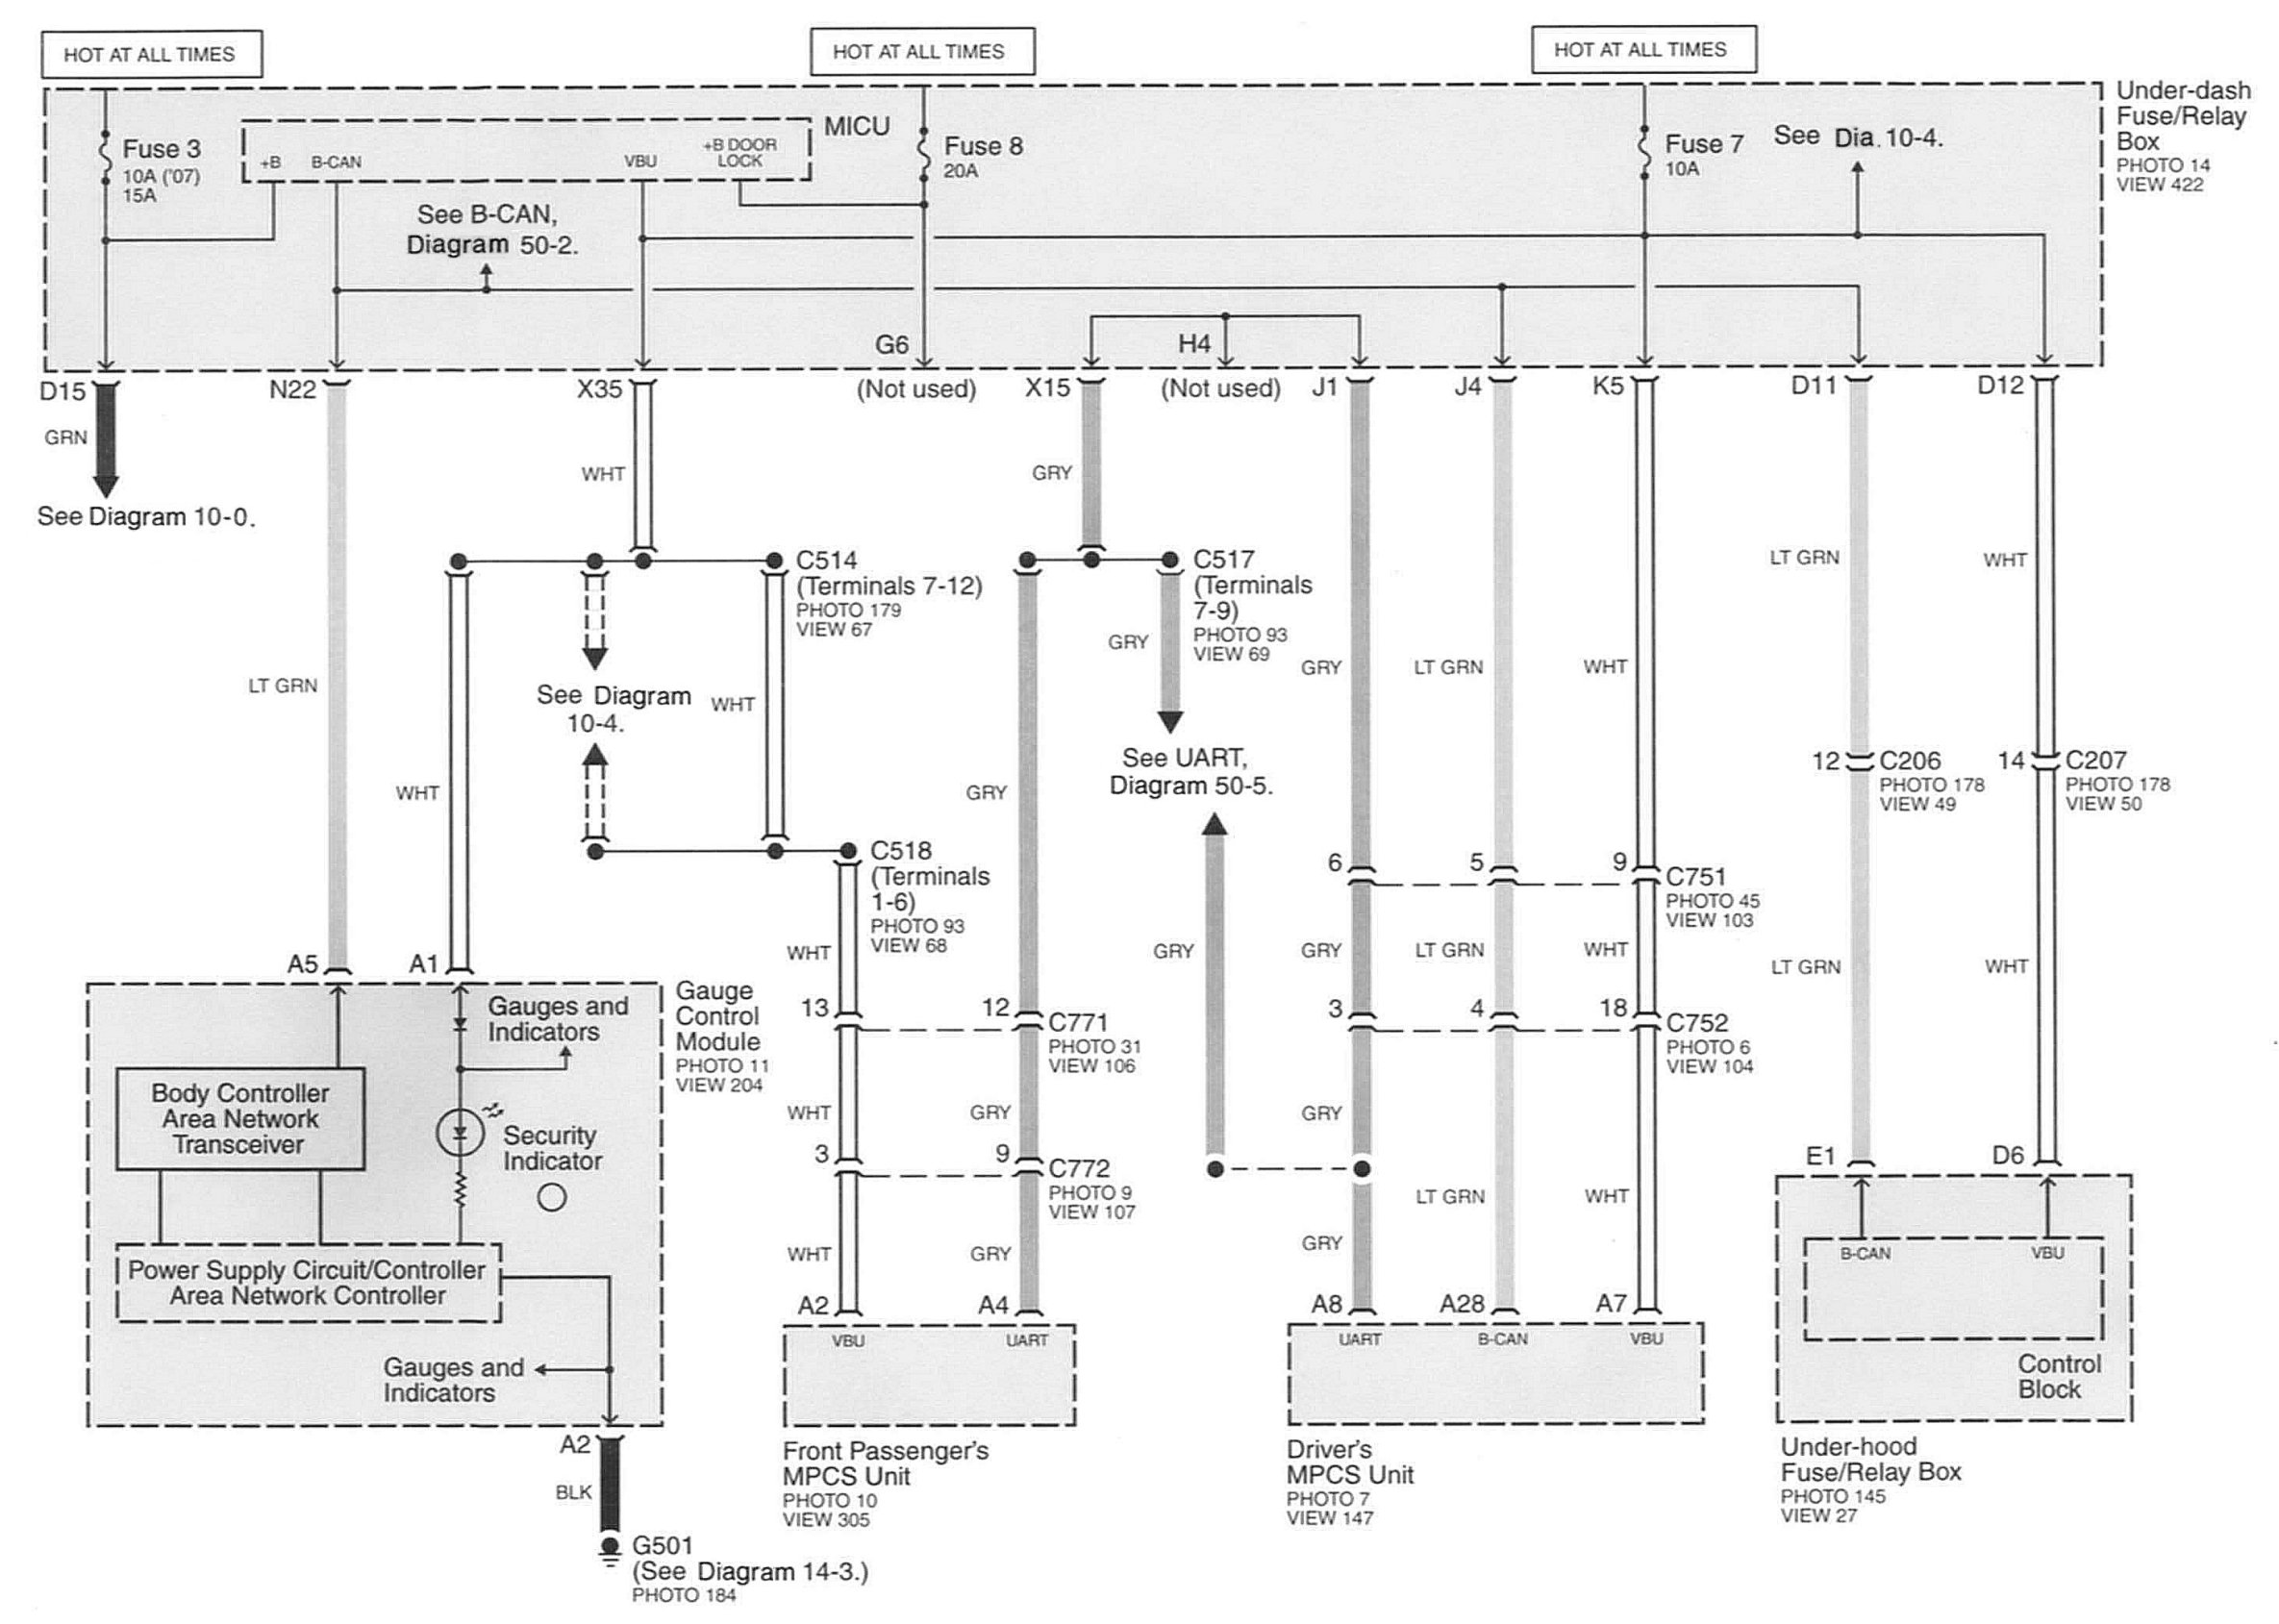 HOT AT ALL TIMES
HOT AT ALL TIMES
HOT AT ALL TIMES
Under-dash
Fuse/Relay
Box
PHOTO 14
VIEW 422
Fuse 3
10A ('07)
15A
+B
B-CAN
VBU
+B DOOR
LOCK
MICU
Fuse 8
20A
Fuse 7
10A
See Dia. 10-4.
See B-CAN,
Diagram 50-2.
G6
H4
D15
N22
X35
(Not used)
X15
(Not used)
J1
J4
K5
D11
D12
GRN
See Diagram 10-0.
WHT
GRY
LT GRN
WHT
C514
(Terminals 7-12)
PHOTO 179
VIEW 67
C517
(Terminals
7-9)
PHOTO 93
VIEW 69
GRY
GRY
LT GRN
WHT
LT GRN
See Diagram
10-4.
WHT
See UART,
Diagram 50-5.
12
C206
PHOTO 178
VIEW 49
14
C207
PHOTO 178
VIEW 50
WHT
GRY
C518
(Terminals
1-6)
PHOTO 93
VIEW 68
6
5
9
C751
PHOTO 45
VIEW 103
WHT
GRY
GRY
LT GRN
WHT
LT GRN
WHT
A5
A1
Gauge
Control
Module
PHOTO 11
VIEW 204
Gauges and
Indicators
13
12
C771
PHOTO 31
VIEW 106
3
4
18
C752
PHOTO 6
VIEW 104
Body Controller
Area Network
Transceiver
Security
Indicator
WHT
GRY
GRY
3
9
C772
PHOTO 9
VIEW 107
LT GRN
WHT
E1
D6
WHT
GRY
GRY
Power Supply Circuit/Controller
Area Network Controller
B-CAN
VBU
A2
A4
A8
A28
A7
VBU
UART
UART
B-CAN
VBU
Control
Block
Gauges and
Indicators
A2
BLK
Front Passenger's
MPCS Unit
PHOTO 10
VIEW 305
Driver's
MPCS Unit
PHOTO 7
VIEW 147
Under-hood
Fuse/Relay Box
PHOTO 145
VIEW 27
G501
(See Diagram 14-3.)
PHOTO 184